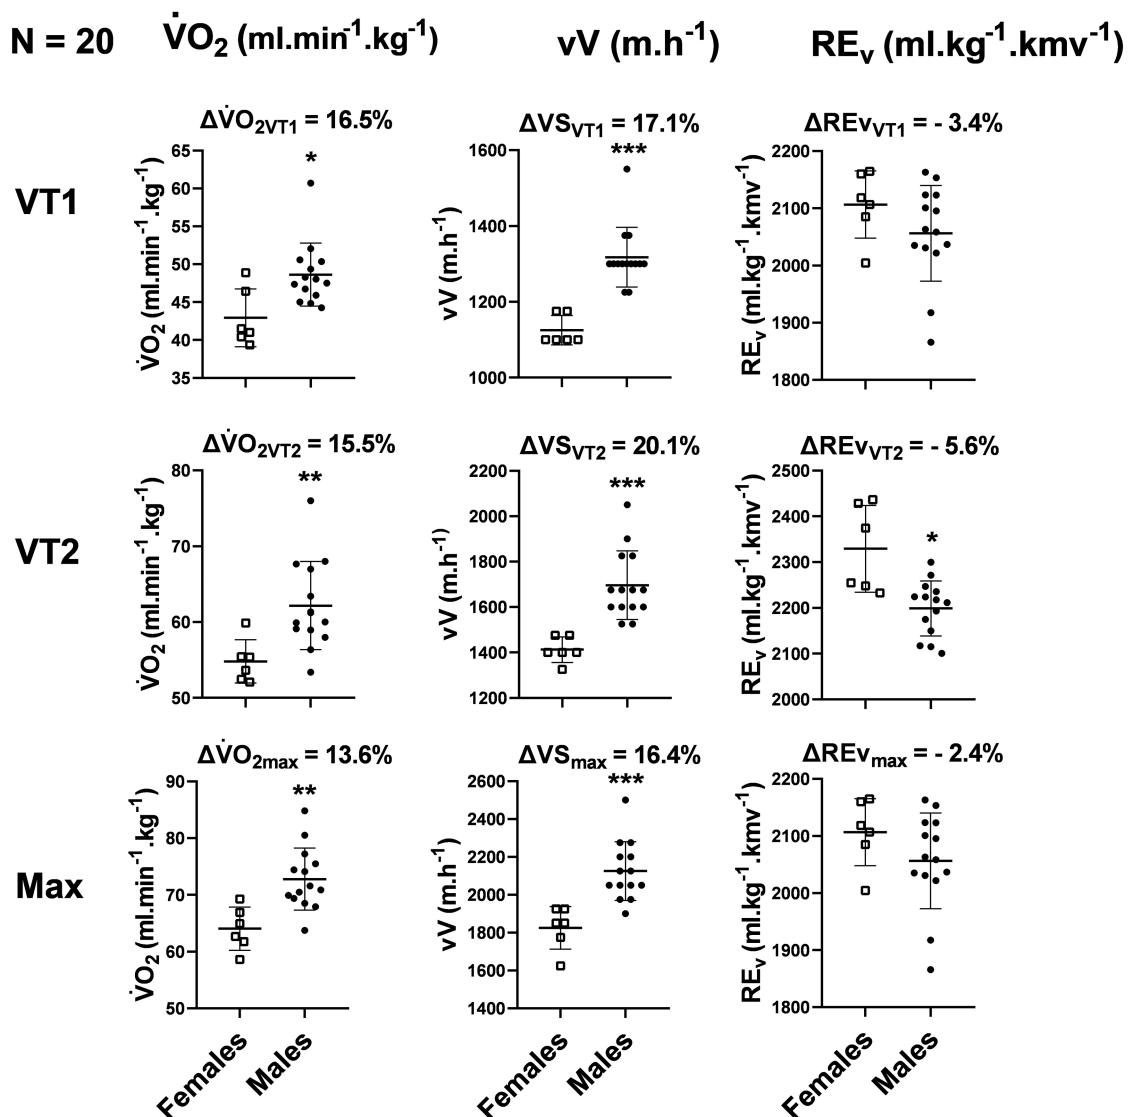 N = 20
V̇O₂ (ml.min⁻¹.kg⁻¹)
vV (m.h⁻¹)
REᵥ (ml.kg⁻¹.kmv⁻¹)
VT1
ΔV̇O2VT1 = 16.5%
V̇O₂ (ml.min⁻¹.kg⁻¹)
65
60
55
50
45
40
35
*
ΔVSVT1 = 17.1%
vV (m.h⁻¹)
1600
1400
1200
1000
***
ΔREvVT1 = - 3.4%
REᵥ (ml.kg⁻¹.kmv⁻¹)
2200
2100
2000
1900
1800
VT2
ΔV̇O2VT2 = 15.5%
V̇O₂ (ml.min⁻¹.kg⁻¹)
80
70
60
50
**
ΔVSVT2 = 20.1%
vV (m.h⁻¹)
2200
2000
1800
1600
1400
1200
***
ΔREvVT2 = - 5.6%
REᵥ (ml.kg⁻¹.kmv⁻¹)
2500
2400
2300
2200
2100
2000
*
Max
ΔV̇O2max = 13.6%
V̇O₂ (ml.min⁻¹.kg⁻¹)
90
80
70
60
50
**
Females
Males
ΔVSmax = 16.4%
vV (m.h⁻¹)
2600
2400
2200
2000
1800
1600
1400
***
Females
Males
ΔREvmax = - 2.4%
REᵥ (ml.kg⁻¹.kmv⁻¹)
2200
2100
2000
1900
1800
Females
Males